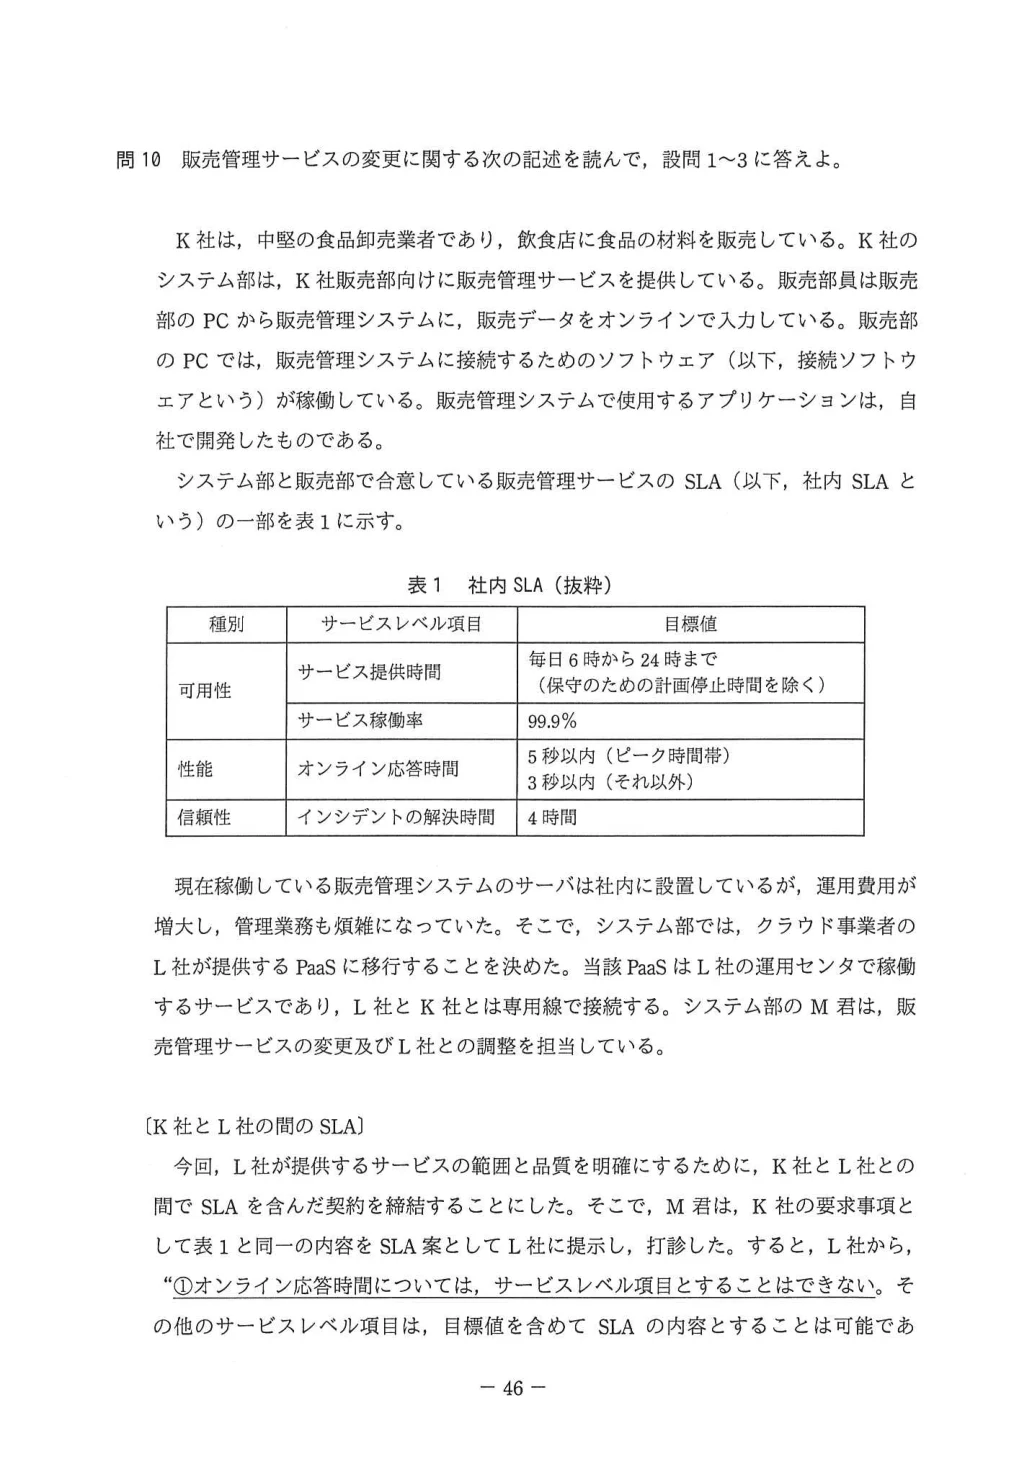 問10　販売管理サービスの変更に関する次の記述を読んで，設問1～3に答えよ。
K社は，中堅の食品卸売業者であり，飲食店に食品の材料を販売している。K社の
システム部は，K社販売部向けに販売管理サービスを提供している。販売部員は販売
部のPCから販売管理システムに，販売データをオンラインで入力している。販売部
のPCでは，販売管理システムに接続するためのソフトウェア（以下，接続ソフトウ
ェアという）が稼働している。販売管理システムで使用するアプリケーションは，自
社で開発したものである。
システム部と販売部で合意している販売管理サービスのSLA（以下，社内SLAと
いう）の一部を表1に示す。
表1　社内SLA（抜粋）
種別　サービスレベル項目　目標値
可用性　サービス提供時間　毎日6時から24時まで
（保守のための計画停止時間を除く）
サービス稼働率　99.9%
性能　オンライン応答時間　5秒以内（ピーク時間帯）
3秒以内（それ以外）
信頼性　インシデントの解決時間　4時間
現在稼働している販売管理システムのサーバは社内に設置しているが，運用費用が
増大し，管理業務も煩雑になっていた。そこで，システム部では，クラウド事業者の
L社が提供するPaaSに移行することを決めた。当該PaaSはL社の運用センタで稼働
するサービスであり，L社とK社とは専用線で接続する。システム部のM君は，販
売管理サービスの変更及びL社との調整を担当している。
〔K社とL社の間のSLA〕
今回，L社が提供するサービスの範囲と品質を明確にするために，K社とL社との
間でSLAを含んだ契約を締結することにした。そこで，M君は，K社の要求事項と
して表1と同一の内容をSLA案としてL社に提示し，打診した。すると，L社から，
“①オンライン応答時間については，サービスレベル項目とすることはできない。そ
の他のサービスレベル項目は，目標値を含めてSLAの内容とすることは可能であ
－ 46 －